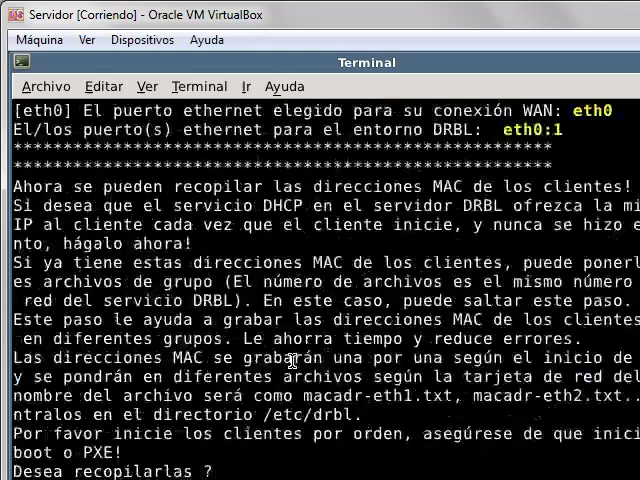 Servidor [Corriendo] - Oracle VM VirtualBox
Máquina Ver Dispositivos Ayuda
Terminal
Archivo Editar Ver Terminal Ir Ayuda
[eth0] El puerto ethernet elegido para su conexión WAN: eth0
El/los puerto(s) ethernet para el entorno DRBL: eth0:1
******************************************************
******************************************************
Ahora se pueden recopilar las direcciones MAC de los clientes!
Si desea que el servicio DHCP en el servidor DRBL ofrezca la mi
IP al cliente cada vez que el cliente inicie, y nunca se hizo e
nto, hágalo ahora!
Si ya tiene estas direcciones MAC de los clientes, puede ponerl
es archivos de grupo (El número de archivos es el mismo número
red del servicio DRBL). En este caso, puede saltar este paso.
Este paso le ayuda a grabar las direcciones MAC de los clientes
en diferentes grupos. Le ahorra tiempo y reduce errores.
Las direcciones MAC se grabarán una por una según el inicio de
y se pondrán en diferentes archivos según la tarjeta de red del
nombre del archivo será como macadr-eth1.txt, macadr-eth2.txt..
ntralos en el directorio /etc/drbl.
Por favor inicie los clientes por orden, asegúrese de que inici
boot o PXE!
Desea recopilarlas ?